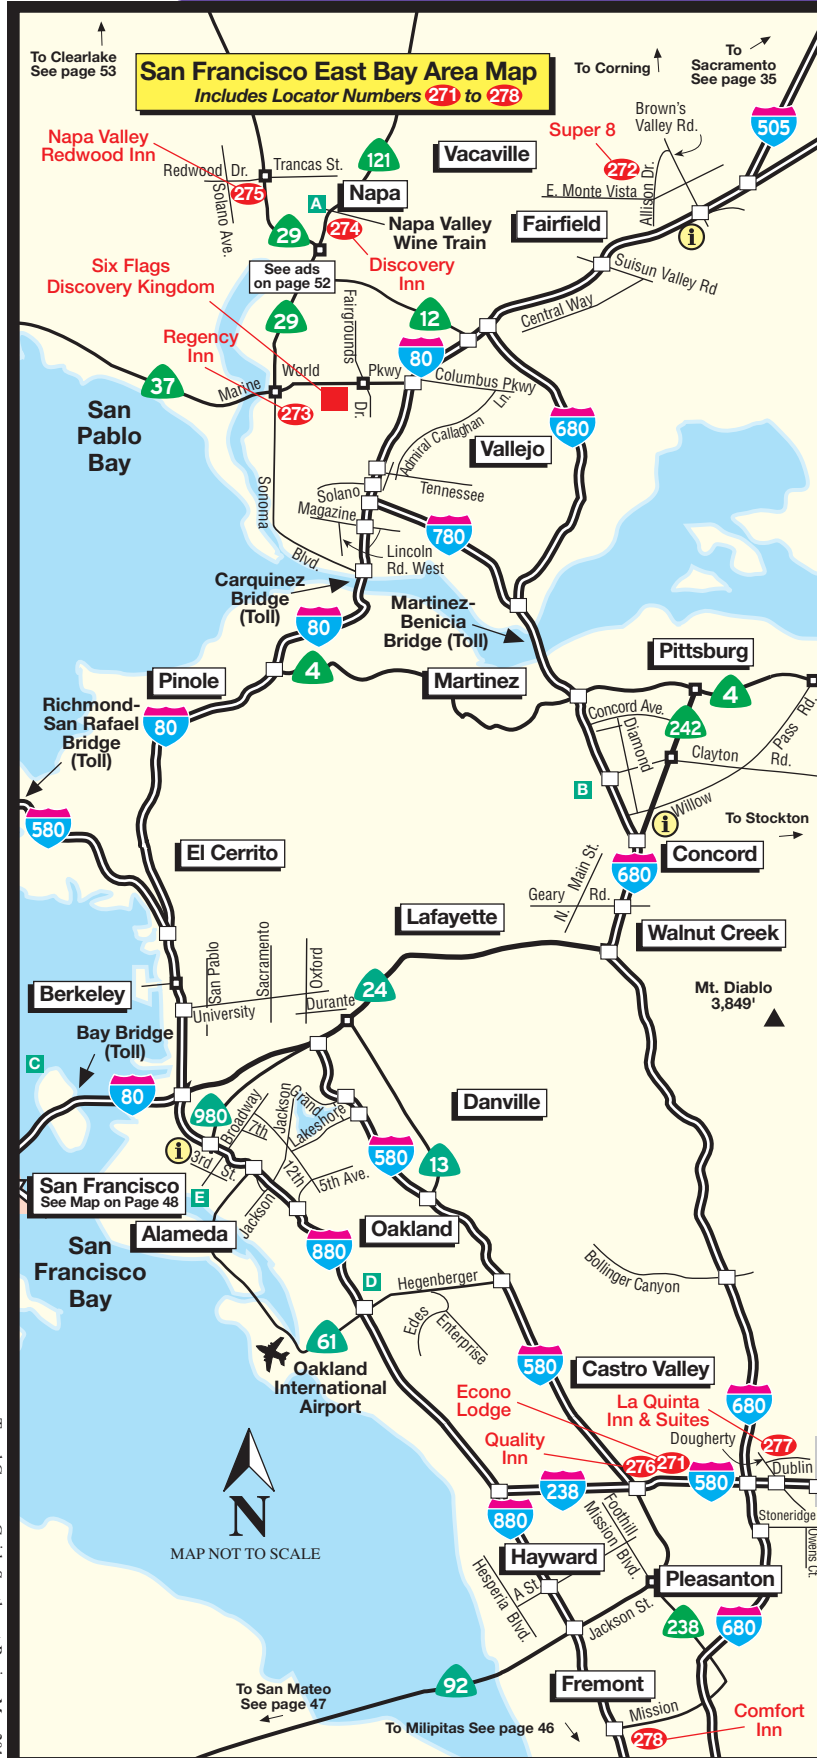 To Clearlake
See page 53
San Francisco East Bay Area Map
Includes Locator Numbers 271 to 278
To Corning
To
Sacramento
See page 35
Brown's
Valley Rd.
505
Napa Valley
Redwood Inn
Super 8
272
Vacaville
121
Redwood Dr.
Trancas St.
275
Solano Ave.
A
Napa
E. Monte Vista
Allison Dr.
Fairfield
Napa Valley
Wine Train
274
29
i
Discovery
Inn
See ads
on page 52
Six Flags
Discovery Kingdom
Suisun Valley Rd
Central Way
Fairgrounds
Dr.
12
29
80
Regency
Inn
37
Marine
World
Pkwy
Columbus Pkwy
273
San
Pablo
Bay
Admiral Callaghan
Ln.
680
Vallejo
Sonoma
Blvd.
Solano
Tennessee
Magazine
780
Lincoln
Rd. West
Carquinez
Bridge
(Toll)
80
Martinez-
Benicia
Bridge (Toll)
Pittsburg
4
Pinole
Martinez
4
Richmond-
San Rafael
Bridge
(Toll)
80
Concord Ave.
242
Diamond
Clayton
Rd.
Pass Rd.
Willow
B
580
i
To Stockton
El Cerrito
Concord
680
N. Main St.
Geary
Rd.
Lafayette
Walnut Creek
San Pablo
Sacramento
Oxford
24
Berkeley
University
Durante
Mt. Diablo
3,849'
Bay Bridge
(Toll)
C
80
980
Broadway
7th
Jackson
Grand
Lakeshore
Danville
i
3rd
St.
12th
5th Ave.
580
13
San Francisco
See Map on Page 48
E
Jackson
Alameda
Oakland
880
San
Francisco
Bay
Bollinger Canyon
D
Hegenberger
Edes
Enterprise
61
Oakland
International
Airport
580
Castro Valley
Econo
Lodge
La Quinta
Inn & Suites
680
Quality
Inn
Dougherty
277
276
271
Dublin
N
MAP NOT TO SCALE
238
580
880
Foothill
Mission Blvd.
Stoneridge
Owens Ct.
Hayward
Hesperia Blvd.
A St.
Pleasanton
Jackson St.
238
680
92
Fremont
To San Mateo
See page 47
Mission
To Milipitas See page 46
Comfort
Inn
278